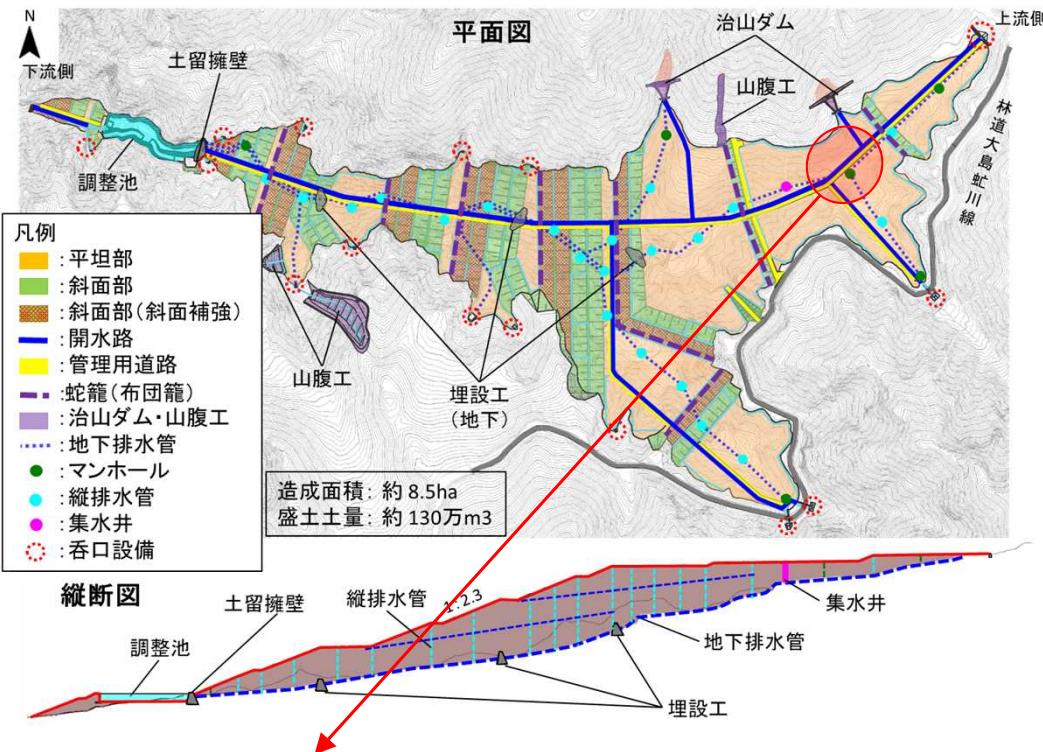 N
平面図
治山ダム
上流側
下流側
土留擁壁
山腹工
林道大島虻川線
調整池
凡例
:平坦部
:斜面部
:斜面部(斜面補強)
:開水路
:管理用道路
:蛇籠(布団籠)
:治山ダム・山腹工
:地下排水管
:マンホール
:縦排水管
:集水井
:呑口設備
山腹工
埋設工
(地下)
造成面積: 約 8.5ha
盛土土量: 約 130万m3
縦断図
土留擁壁
縦排水管
1:2.3
集水井
調整池
地下排水管
埋設工